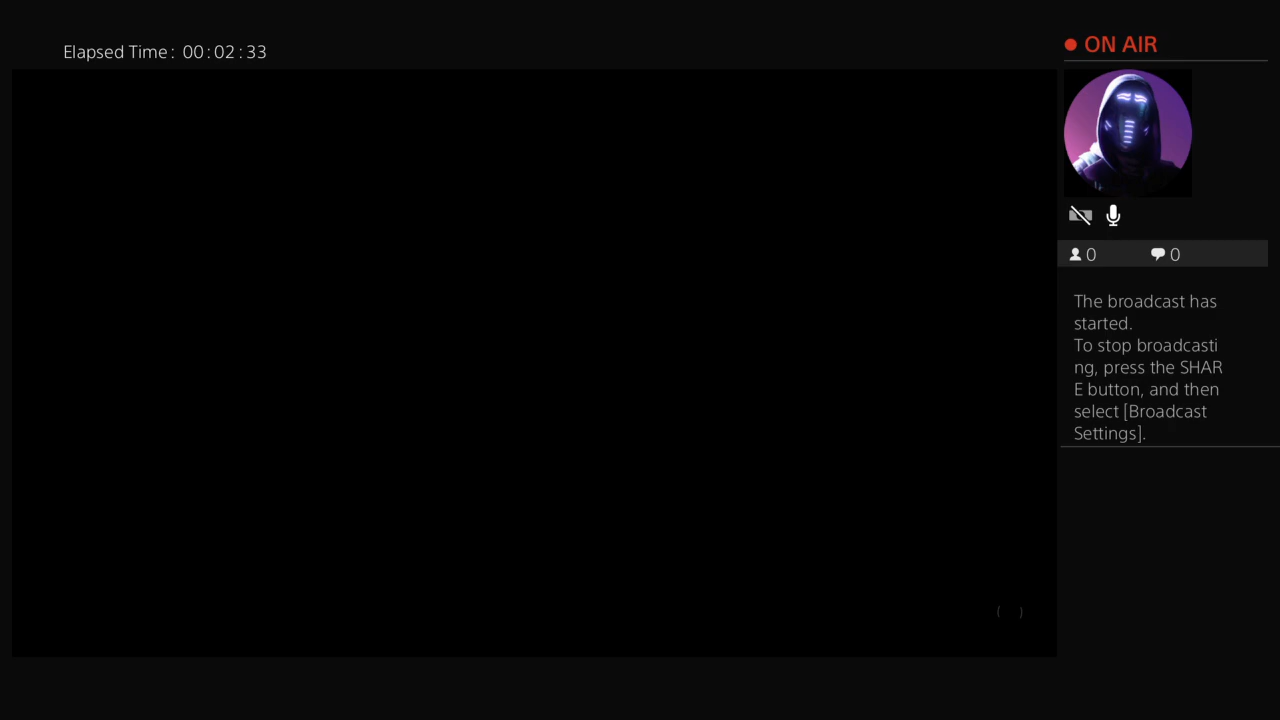 Elapsed Time: 00:02:33
ON AIR
0 0
The broadcast has
started.
To stop broadcasti
ng, press the SHAR
E button, and then
select [Broadcast
Settings].